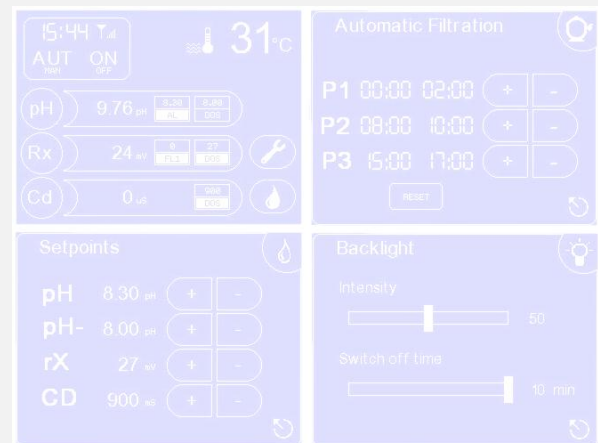 15:44
AUT ON
MAN OFF
31°C
pH 9.76 pH 8.00 8.00
AL DOS
Rx 24 mV 0 27
FL1 DOS
Cd 0 uS 900
DOS
Automatic Filtration
P1 00:00 02:00 + -
P2 08:00 10:00 + -
P3 15:00 17:00 + -
RESET
Setpoints
pH 8.30 pH + -
pH- 8.00 pH + -
rX 27 mV + -
CD 900 mS + -
Backlight
Intensity
50
Switch off time
10 min